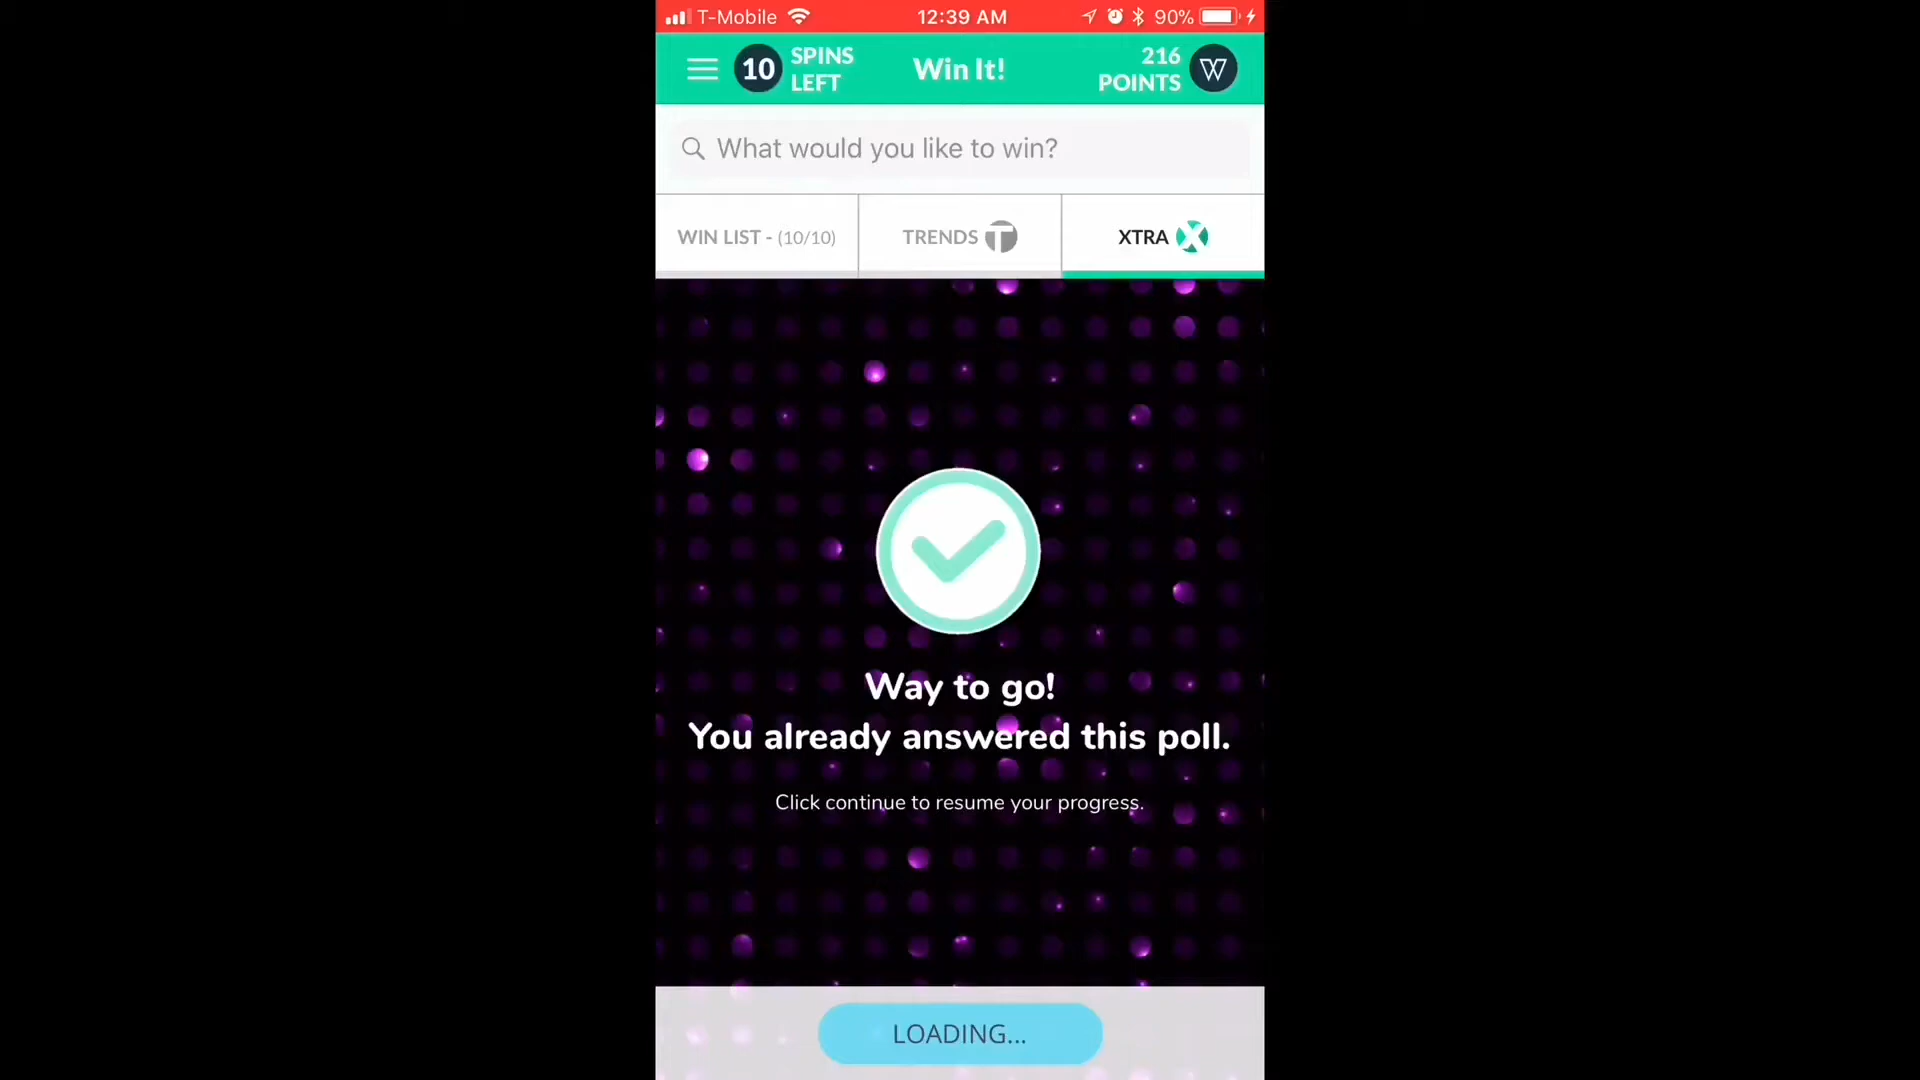 T-Mobile 12:39 AM 90%
10 SPINS LEFT Win It! 216 POINTS W
What would you like to win?
WIN LIST - (10/10) TRENDS T XTRA X
Way to go!
You already answered this poll.
Click continue to resume your progress.
LOADING...